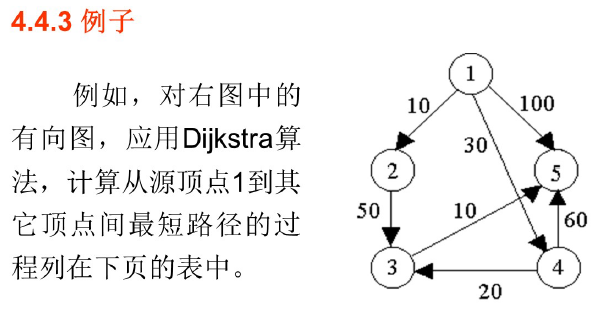 4.4.3 例子
例如，对右图中的
有向图，应用Dijkstra算
法，计算从源顶点1到其
它顶点间最短路径的过
程列在下页的表中。
1
10
100
30
2
5
50
10
60
3
4
20